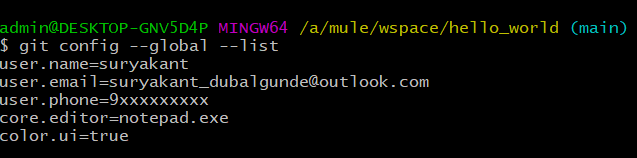 admin@DESKTOP-GNV5D4P MINGW64 /a/mule/wspace/hello_world (main)
$ git config --global --list
user.name=suryakant
user.email=suryakant_dubalgunde@outlook.com
user.phone=9xxxxxxxxx
core.editor=notepad.exe
color.ui=true